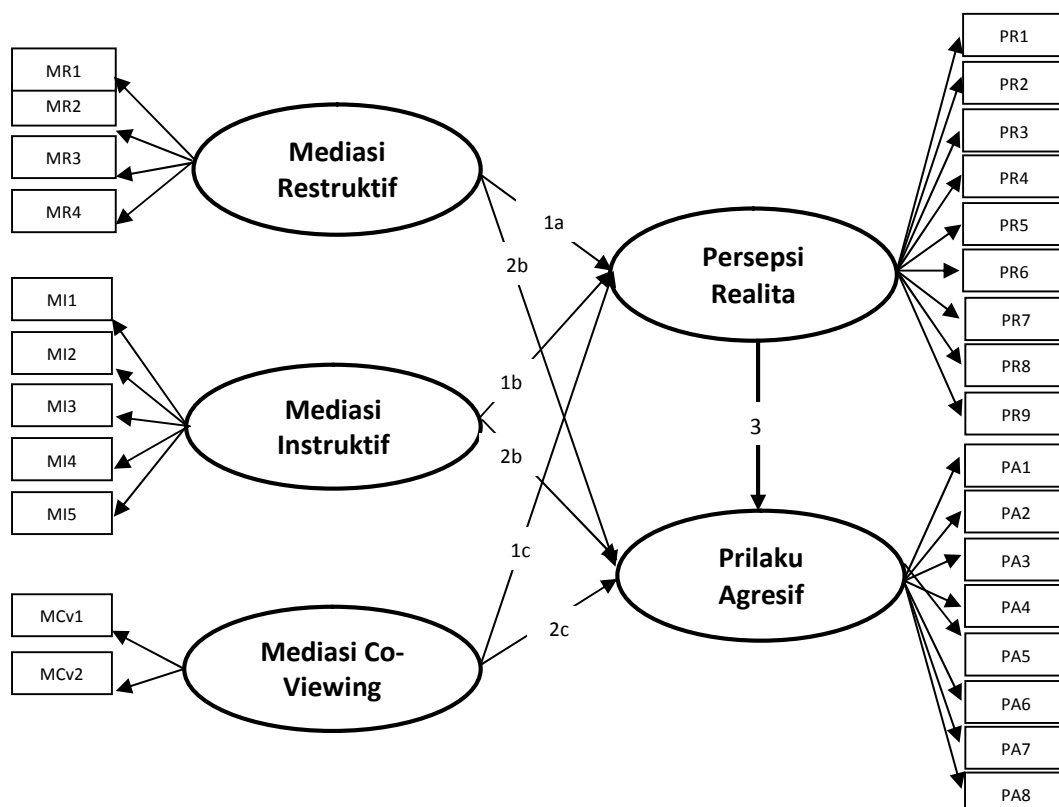 MR1
MR2
MR3
MR4
Mediasi
Restruktif
MI1
MI2
MI3
MI4
MI5
Mediasi
Instruktif
MCv1
MCv2
Mediasi Co-
Viewing
1a
2b
1b
2b
1c
2c
Persepsi
Realita
3
Prilaku
Agresif
PR1
PR2
PR3
PR4
PR5
PR6
PR7
PR8
PR9
PA1
PA2
PA3
PA4
PA5
PA6
PA7
PA8